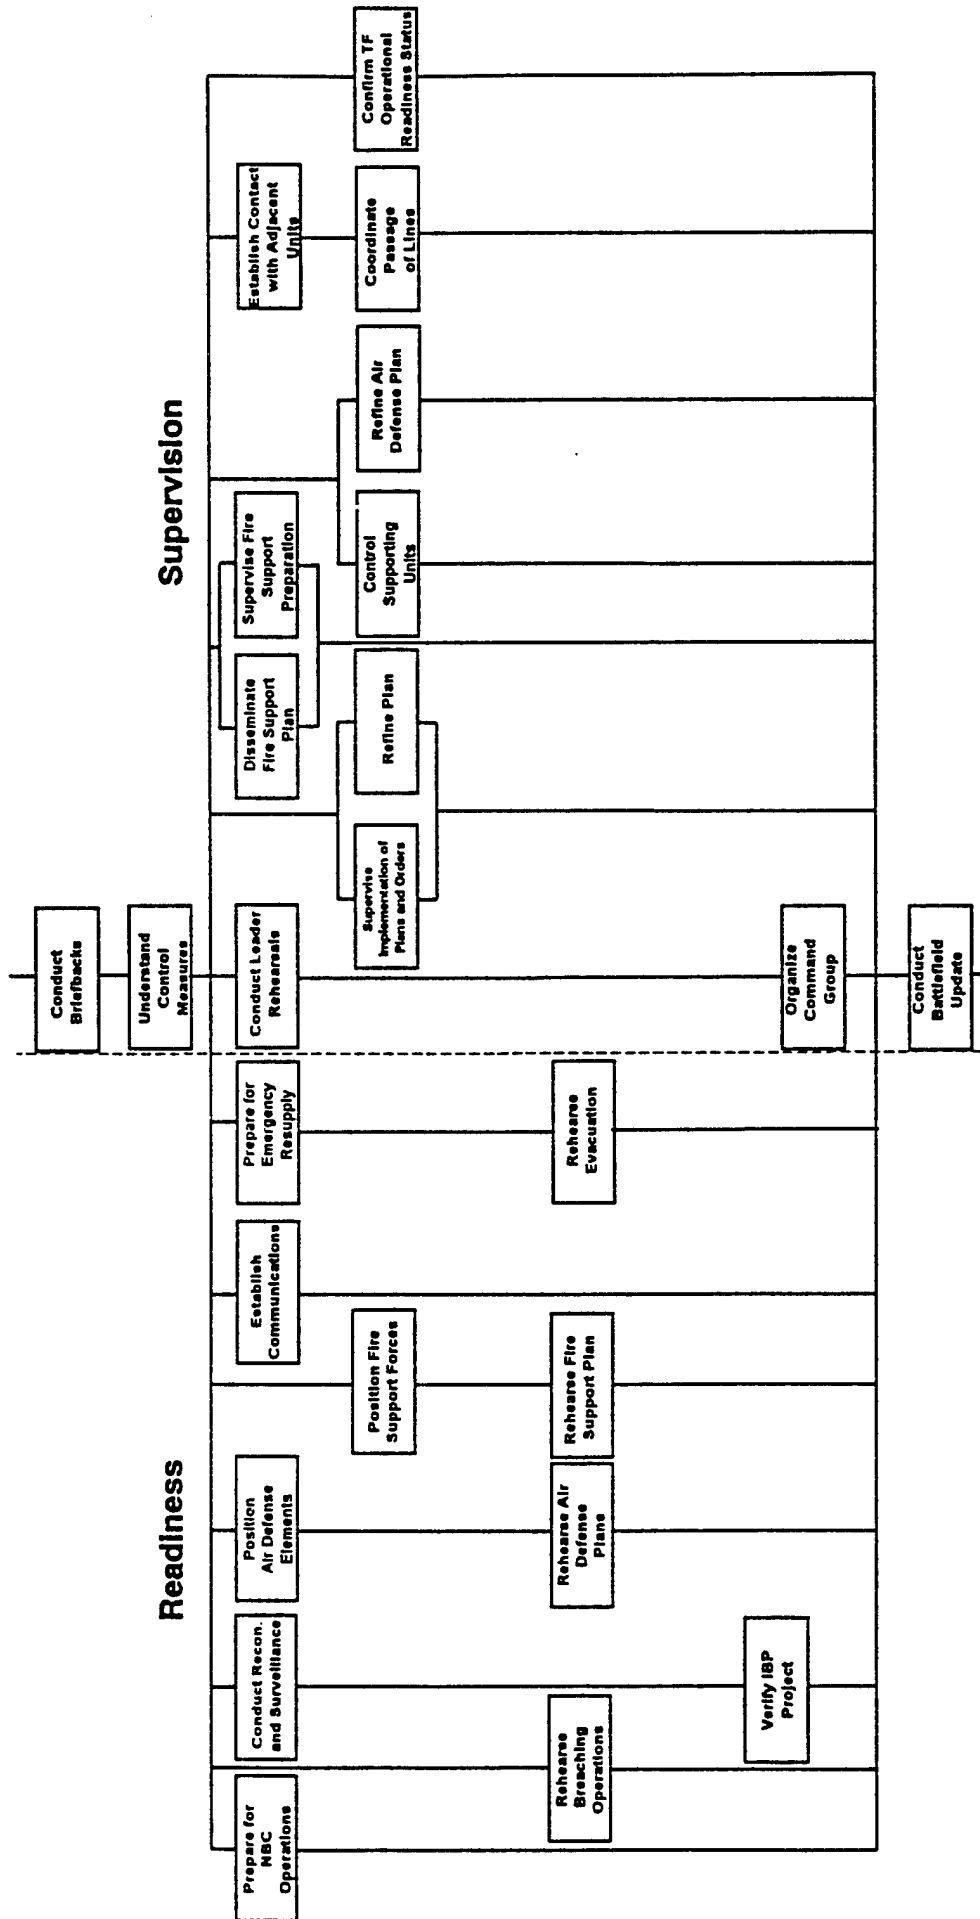 Conduct
Briefbacks
Understand
Control
Measures
Readiness
Supervision
Prepare for
NBC
Operations
Conduct Recon.
and Surveillance
Position
Air Defense
Elements
Establish
Communications
Prepare for
Emergency
Resupply
Conduct Leader
Rehearsals
Disseminate
Fire Support
Plan
Supervise Fire
Support
Preparation
Establish Contact
with Adjacent
Units
Position Fire
Support Forces
Supervise
Implementation of
Plans and Orders
Refine Plan
Control
Supporting
Units
Refine Air
Defense Plan
Coordinate
Passage
of Lines
Confirm TF
Operational
Readiness Status
Rehearse
Breaching
Operations
Rehearse Air
Defense
Plans
Rehearse Fire
Support Plan
Rehearse
Evacuation
Verify IBP
Project
Organize
Command
Group
Conduct
Battlefield
Update